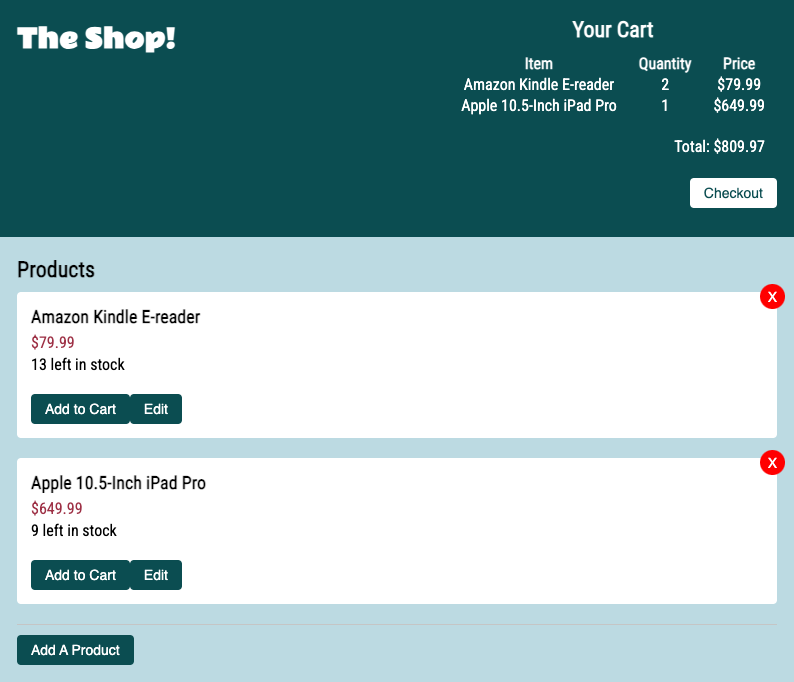 The Shop!
Your Cart
Item Quantity Price
Amazon Kindle E-reader 2 $79.99
Apple 10.5-Inch iPad Pro 1 $649.99
Total: $809.97
Checkout
Products
X
Amazon Kindle E-reader
$79.99
13 left in stock
Add to Cart Edit
X
Apple 10.5-Inch iPad Pro
$649.99
9 left in stock
Add to Cart Edit
Add A Product